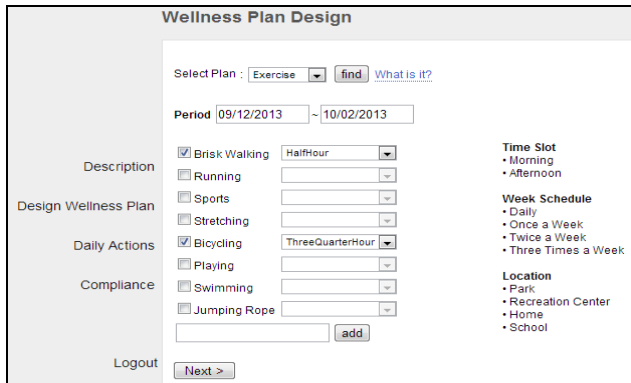 Wellness Plan Design
Select Plan : Exercise find What is it?
Period 09/12/2013 ~ 10/02/2013
Description
Design Wellness Plan
Daily Actions
Compliance
Logout
Brisk Walking HalfHour
Running
Sports
Stretching
Bicycling ThreeQuarterHour
Playing
Swimming
Jumping Rope
add
Next >
Time Slot
• Morning
• Afternoon
Week Schedule
• Daily
• Once a Week
• Twice a Week
• Three Times a Week
Location
• Park
• Recreation Center
• Home
• School